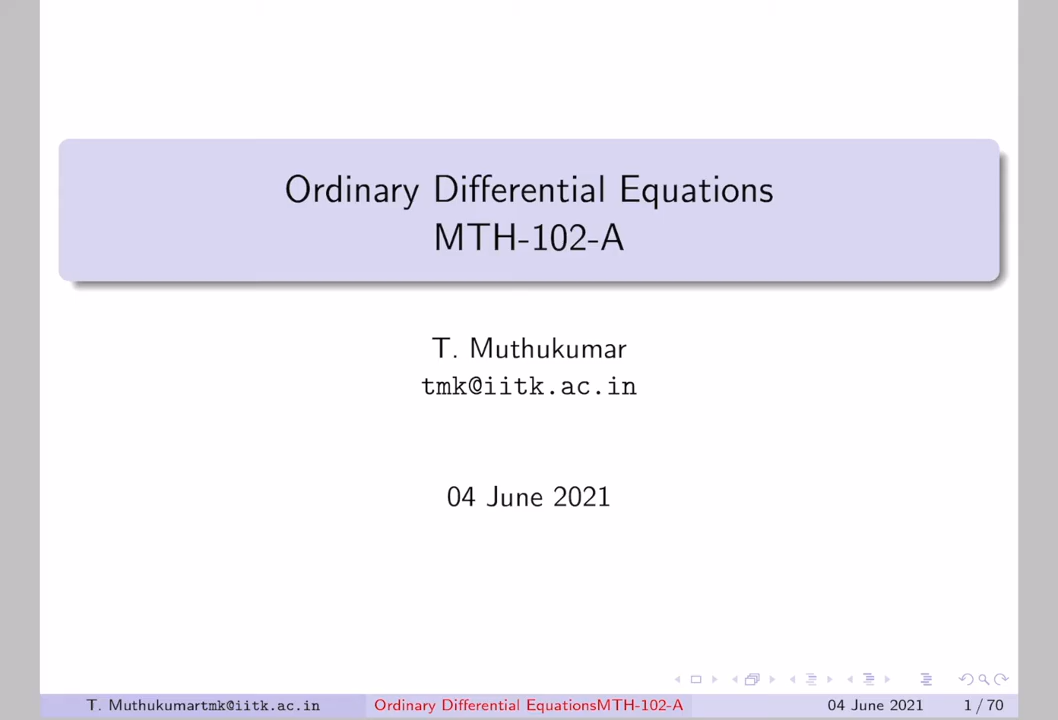 Ordinary Differential Equations
MTH-102-A
T. Muthukumar
tmk@iitk.ac.in
04 June 2021
T. Muthukumartmk@iitk.ac.in Ordinary Differential EquationsMTH-102-A 04 June 2021 1 / 70